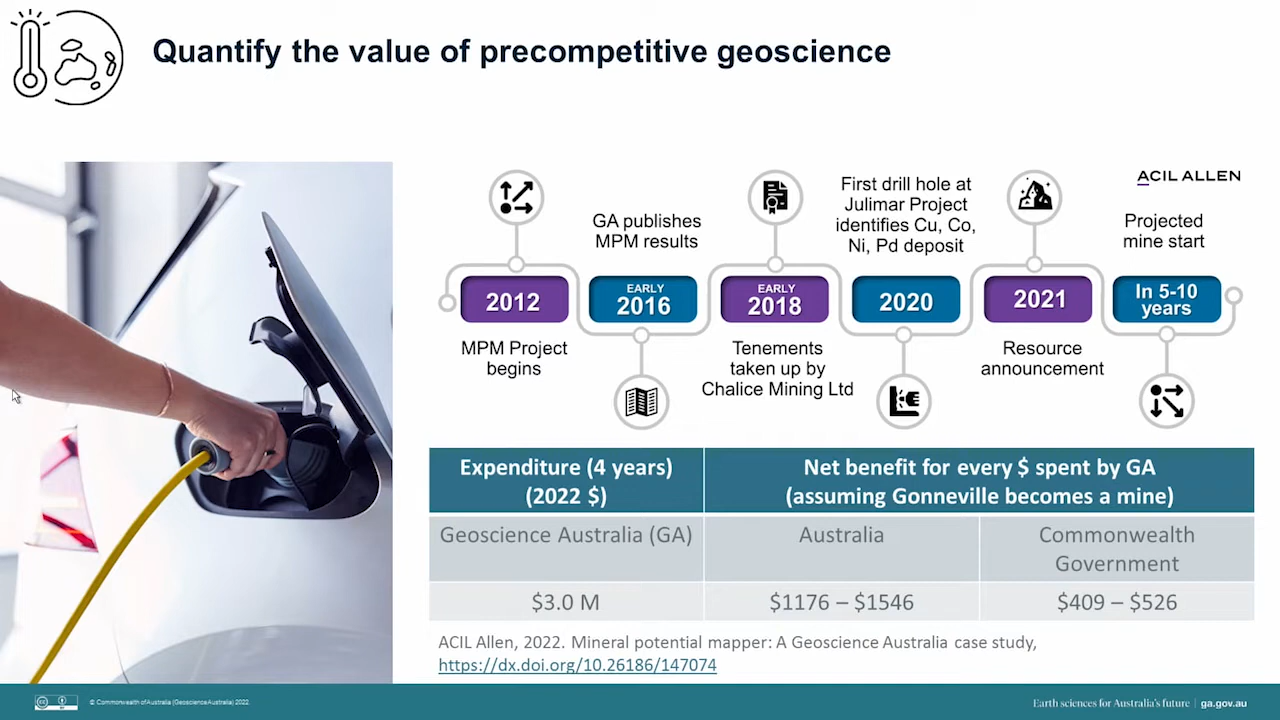 Quantify the value of precompetitive geoscience
ACIL ALLEN
2012
MPM Project
begins
GA publishes
MPM results
EARLY
2016
EARLY
2018
Tenements
taken up by
Chalice Mining Ltd
First drill hole at
Julimar Project
identifies Cu, Co,
Ni, Pd deposit
2020
2021
Resource
announcement
Projected
mine start
In 5-10
years
Expenditure (4 years)
(2022 $)
Net benefit for every $ spent by GA
(assuming Gonneville becomes a mine)
Geoscience Australia (GA)
Australia
Commonwealth
Government
$3.0 M
$1176 – $1546
$409 – $526
ACIL Allen, 2022. Mineral potential mapper: A Geoscience Australia case study,
https://dx.doi.org/10.26186/147074
cc
BY
© Commonwealth of Australia (Geoscience Australia) 2022.
Earth sciences for Australia's future | ga.gov.au